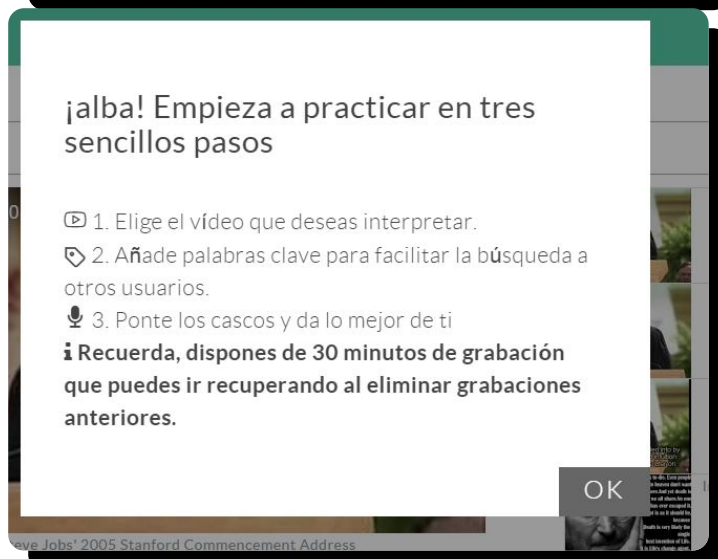 ¡alba! Empieza a practicar en tres
sencillos pasos
1. Elige el vídeo que deseas interpretar.
2. Añade palabras clave para facilitar la búsqueda a
otros usuarios.
3. Ponte los cascos y da lo mejor de ti
i Recuerda, dispones de 30 minutos de grabación
que puedes ir recuperando al eliminar grabaciones
anteriores.
OK
eve Jobs' 2005 Stanford Commencement Address